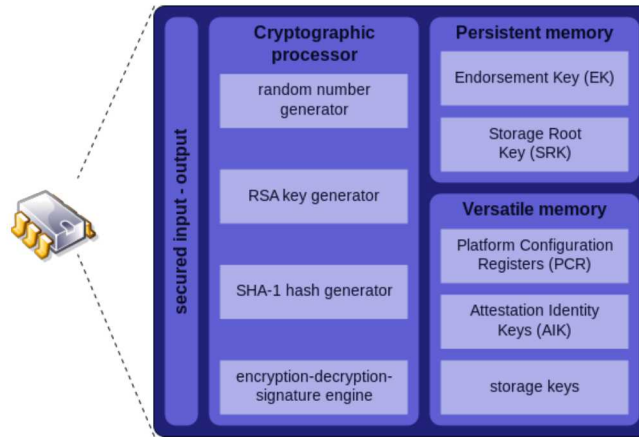 secured input - output
Cryptographic
processor
random number
generator
RSA key generator
SHA-1 hash generator
encryption-decryption-
signature engine
Persistent memory
Endorsement Key (EK)
Storage Root
Key (SRK)
Versatile memory
Platform Configuration
Registers (PCR)
Attestation Identity
Keys (AIK)
storage keys